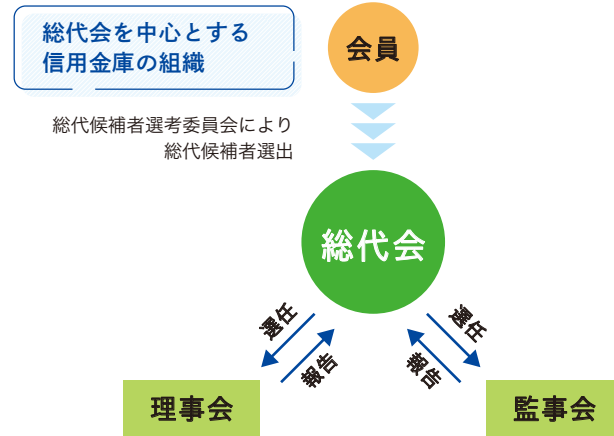 総代会を中心とする
信用金庫の組織
会員
総代候補者選考委員会により
総代候補者選出
総代会
選任
報告
選任
報告
理事会
監事会